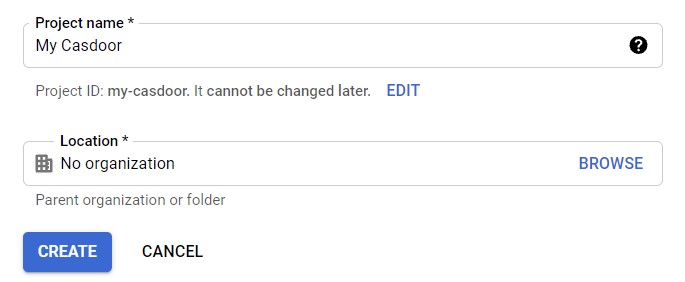 Project name *
My Casdoor
Project ID: my-casdoor. It cannot be changed later. EDIT
Location *
No organization BROWSE
Parent organization or folder
CREATE CANCEL